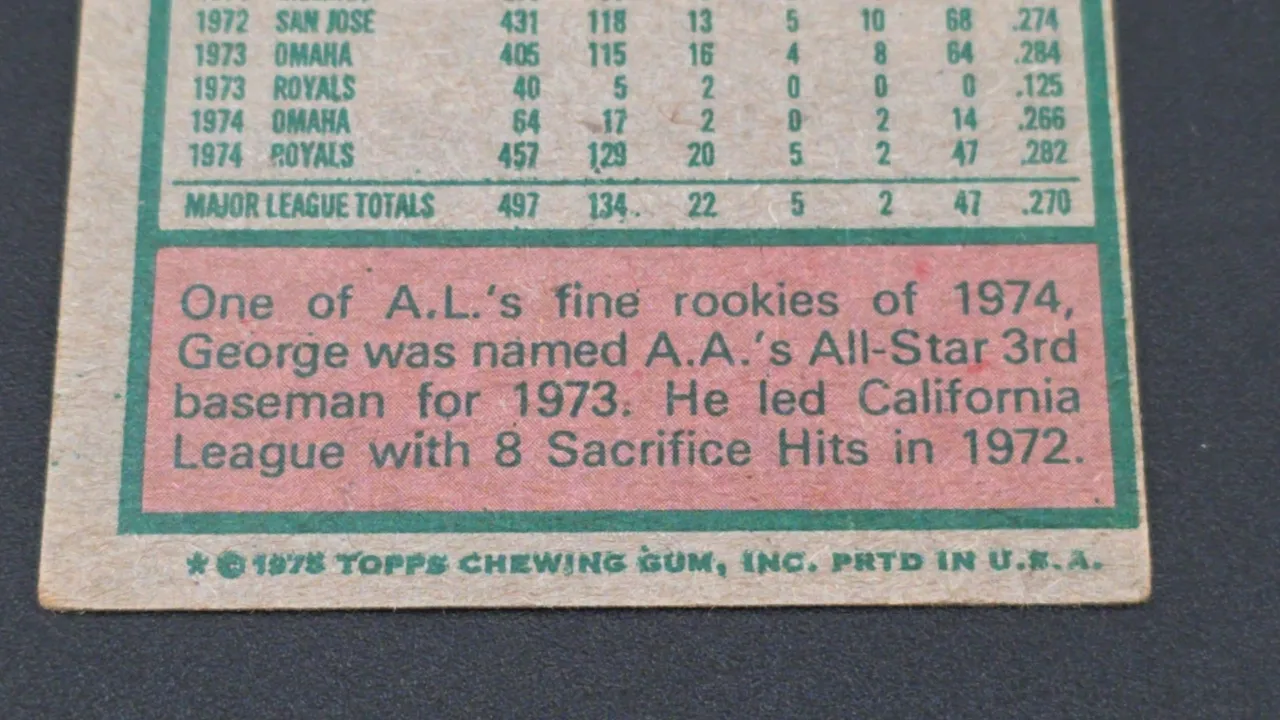 1972 SAN JOSE 431 118 13 5 10 68 .274
1973 OMAHA 405 115 16 4 8 64 .284
1973 ROYALS 40 5 2 0 0 0 .125
1974 OMAHA 64 17 2 0 2 14 .266
1974 ROYALS 457 129 20 5 2 47 .282
MAJOR LEAGUE TOTALS 497 134 22 5 2 47 .270
One of A.L.'s fine rookies of 1974,
George was named A.A.'s All-Star 3rd
baseman for 1973. He led California
League with 8 Sacrifice Hits in 1972.
* © 1975 TOPPS CHEWING GUM, INC. PRTD IN U.S.A.